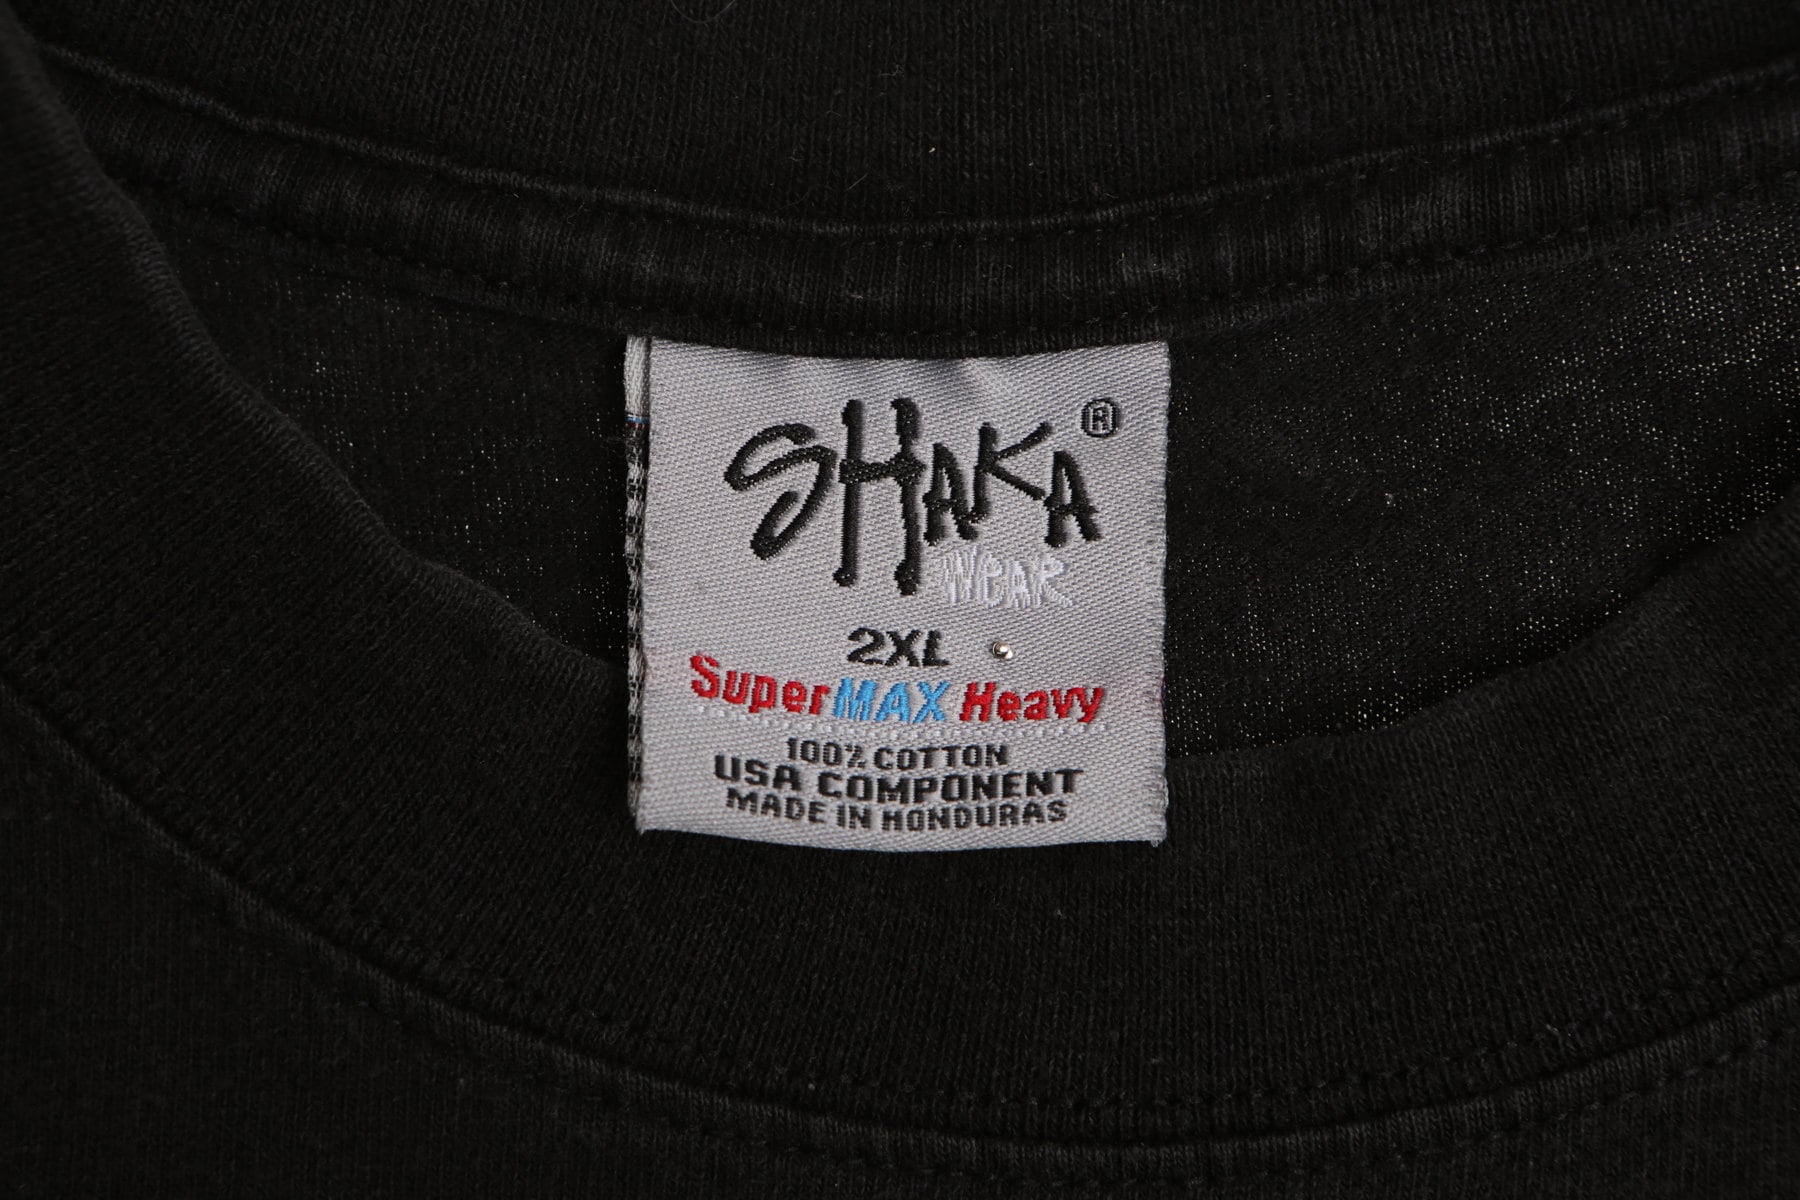 SHAKA ®
WEAR
2XL
SuperMAX Heavy
100% COTTON
USA COMPONENT
MADE IN HONDURAS